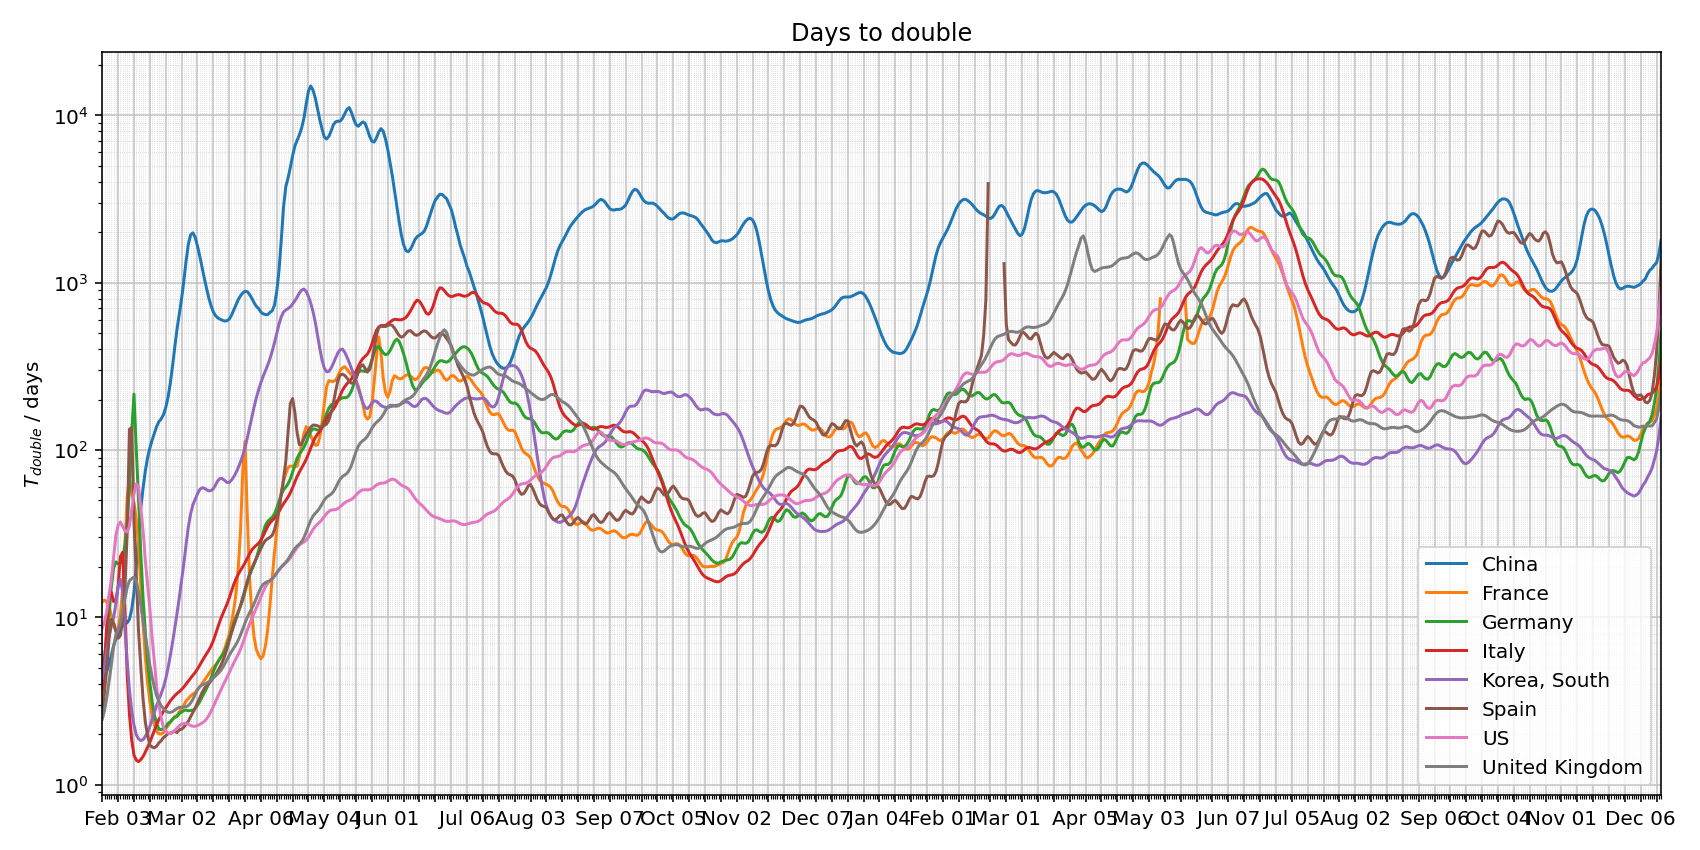 Days to double
T_double / days
10^4
10^3
10^2
10^1
10^0
Feb 03 Mar 02 Apr 06 May 04 Jun 01 Jul 06 Aug 03 Sep 07 Oct 05 Nov 02 Dec 07 Jan 04 Feb 01 Mar 01 Apr 05 May 03 Jun 07 Jul 05 Aug 02 Sep 06 Oct 04 Nov 01 Dec 06
China
France
Germany
Italy
Korea, South
Spain
US
United Kingdom